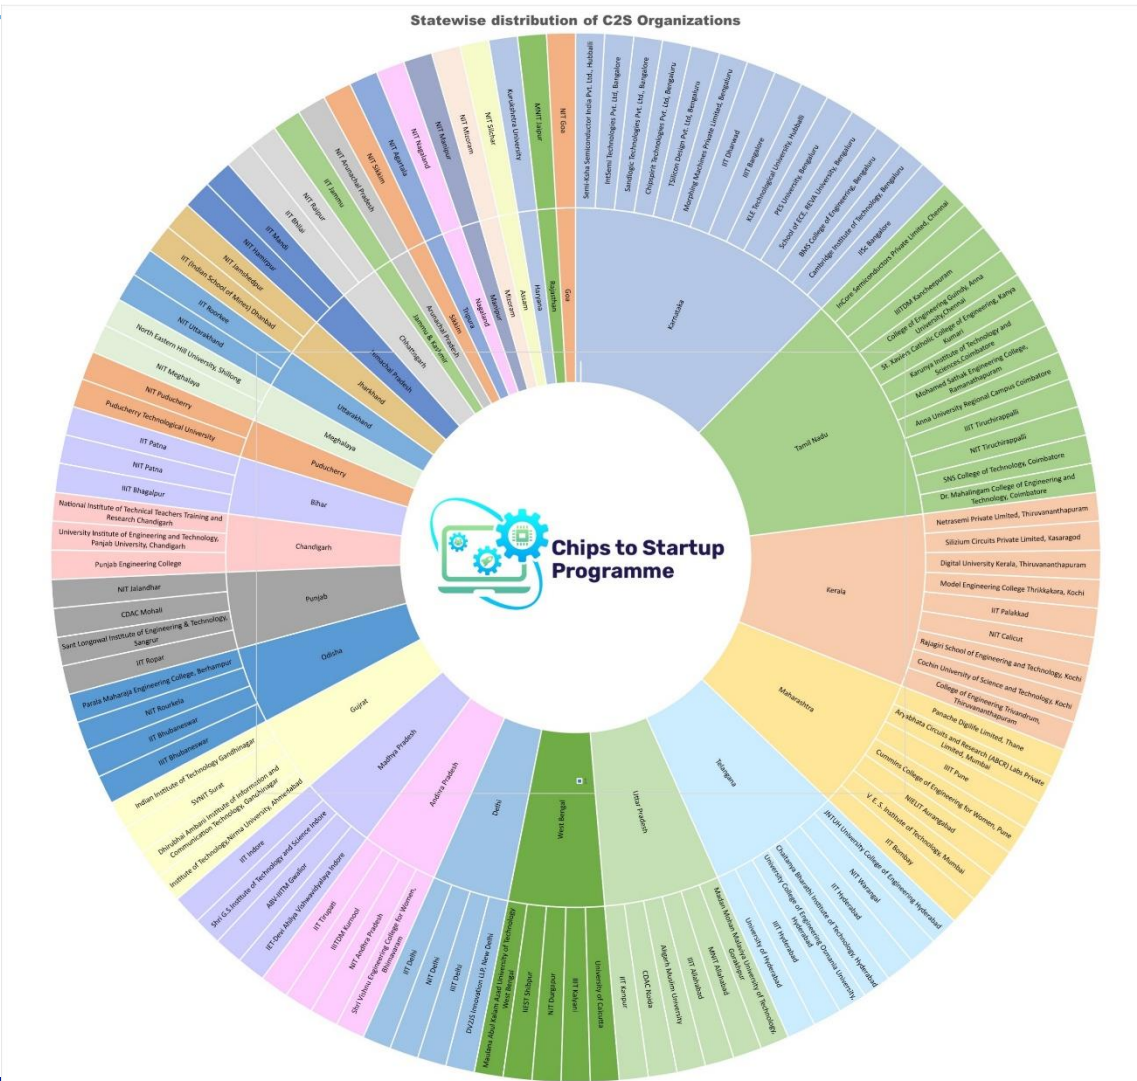 Statewise distribution of C2S Organizations
Semi-Ksha Semiconductor India Pvt. Ltd., Hubballi
IntSemi Technologies Pvt. Ltd, Bangalore
Sandlogic Technologies Pvt. Ltd., Bangalore
Chipspirit Technologies Pvt. Ltd, Bengaluru
TSilicon Design Pvt. Ltd, Bengaluru
Morphing Machines Private Limited, Bengaluru
IIT Dharwad
IIIT Bangalore
KLE Technological University, Hubballi
PES University, Bengaluru
School of ECE, REVA University, Bengaluru
BMS College of Engineering, Bengaluru
Cambridge Institute of Technology, Bengaluru
IISc Bangalore
Karnataka
InCore Semiconductors Private Limited, Chennai
IIITDM Kancheepuram
College of Engineering Guindy, Anna
University,Chennai
St. Xavier's Catholic College of Engineering, Kanya
Kumari
Karunya Institute of Technology and
Sciences,Coimbatore
Mohamed Sathak Engineering College,
Ramanathapuram
Anna University Regional Campus Coimbatore
IIIT Tiruchirappalli
NIT Tiruchirappalli
SNS College of Technology, Coimbatore
Dr. Mahalingam College of Engineering and
Technology, Coimbatore
Tamil Nadu
Netrasemi Private Limited, Thiruvananthapuram
Silizium Circuits Private Limited, Kasaragod
Digital University Kerala, Thiruvananthapuram
Model Engineering College Thrikkakara, Kochi
IIT Palakkad
NIT Calicut
Rajagiri School of Engineering and Technology, Kochi
Cochin University of Science and Technology, Kochi
College of Engineering Trivandrum,
Thiruvananthapuram
Kerala
Panache Digilife Limited, Thane
Aryabhata Circuits and Research (ABCR) Labs Private
Limited, Mumbai
IIIT Pune
Cummins College of Engineering for Women, Pune
NIELIT Aurangabad
V. E. S. Institute of Technology, Mumbai
IIT Bombay
Maharashtra
JNTUH University College of Engineering Hyderabad
NIT Warangal
IIT Hyderabad
Chaitanya Bharathi Institute of Technology, Hyderabad
University College of Engineering Osmania University,
Hyderabad
IIIT Hyderabad
University of Hyderabad
Telangana
Madan Mohan Malaviya University of Technology,
Gorakhpur
MNIT Allahabad
IIIT Allahabad
Aligarh Muslim University
CDAC Noida
IIT Kanpur
Uttar Pradesh
University of Calcutta
IIIT Kalyani
NIT Durgapur
IIEST Shibpur
Maulana Abul Kalam Azad University of Technology
West Bengal
West Bengal
DV2JS Innovation LLP, New Delhi
IIIT Delhi
NIT Delhi
IIT Delhi
Delhi
Shri Vishnu Engineering College for Women,
Bhimavaram
NIT Andhra Pradesh
IIITDM Kurnool
IIT Tirupati
Andhra Pradesh
IET-Devi Ahilya Vishwavidyalaya Indore
ABV-IIITM Gwalior
Shri G.S.Institute of Technology and Science Indore
IIT Indore
Madhya Pradesh
Institute of Technology,Nirma University, Ahmedabad
Dhirubhai Ambani Institute of Information and
Communication Technology, Gandhinagar
SVNIT Surat
Indian Institute of Technology Gandhinagar
Gujrat
IIIT Bhubaneswar
IIT Bhubaneswar
NIT Rourkela
Parala Maharaja Engineering College, Berhampur
Odisha
IIT Ropar
Sant Longowal Institute of Engineering & Technology,
Sangrur
CDAC Mohali
NIT Jalandhar
Punjab
Punjab Engineering College
University Institute of Engineering and Technology,
Panjab University, Chandigarh
National Institute of Technical Teachers Training and
Research Chandigarh
Chandigarh
IIIT Bhagalpur
NIT Patna
IIT Patna
Bihar
Puducherry Technological University
NIT Puducherry
Puducherry
NIT Meghalaya
North Eastern Hill University, Shillong
Meghalaya
NIT Uttarakhand
IIT Roorkee
Uttarakhand
IIT (Indian School of Mines) Dhanbad
NIT Jamshedpur
Jharkhand
NIT Hamirpur
IIT Mandi
Pradesh
IIT Bhilai
NIT Raipur
Chhattisgarh
IIT Jammu
Jammu & Kashmir
NIT Arunachal Pradesh
Arunachal Pradesh
NIT Sikkim
Sikkim
NIT Agartala
Tripura
NIT Nagaland
Nagaland
NIT Manipur
Manipur
NIT Mizoram
Mizoram
NIT Silchar
Assam
Kurukshetra University
Haryana
MNIT Jaipur
Rajasthan
NIT Goa
Goa
Chips to Startup
Programme